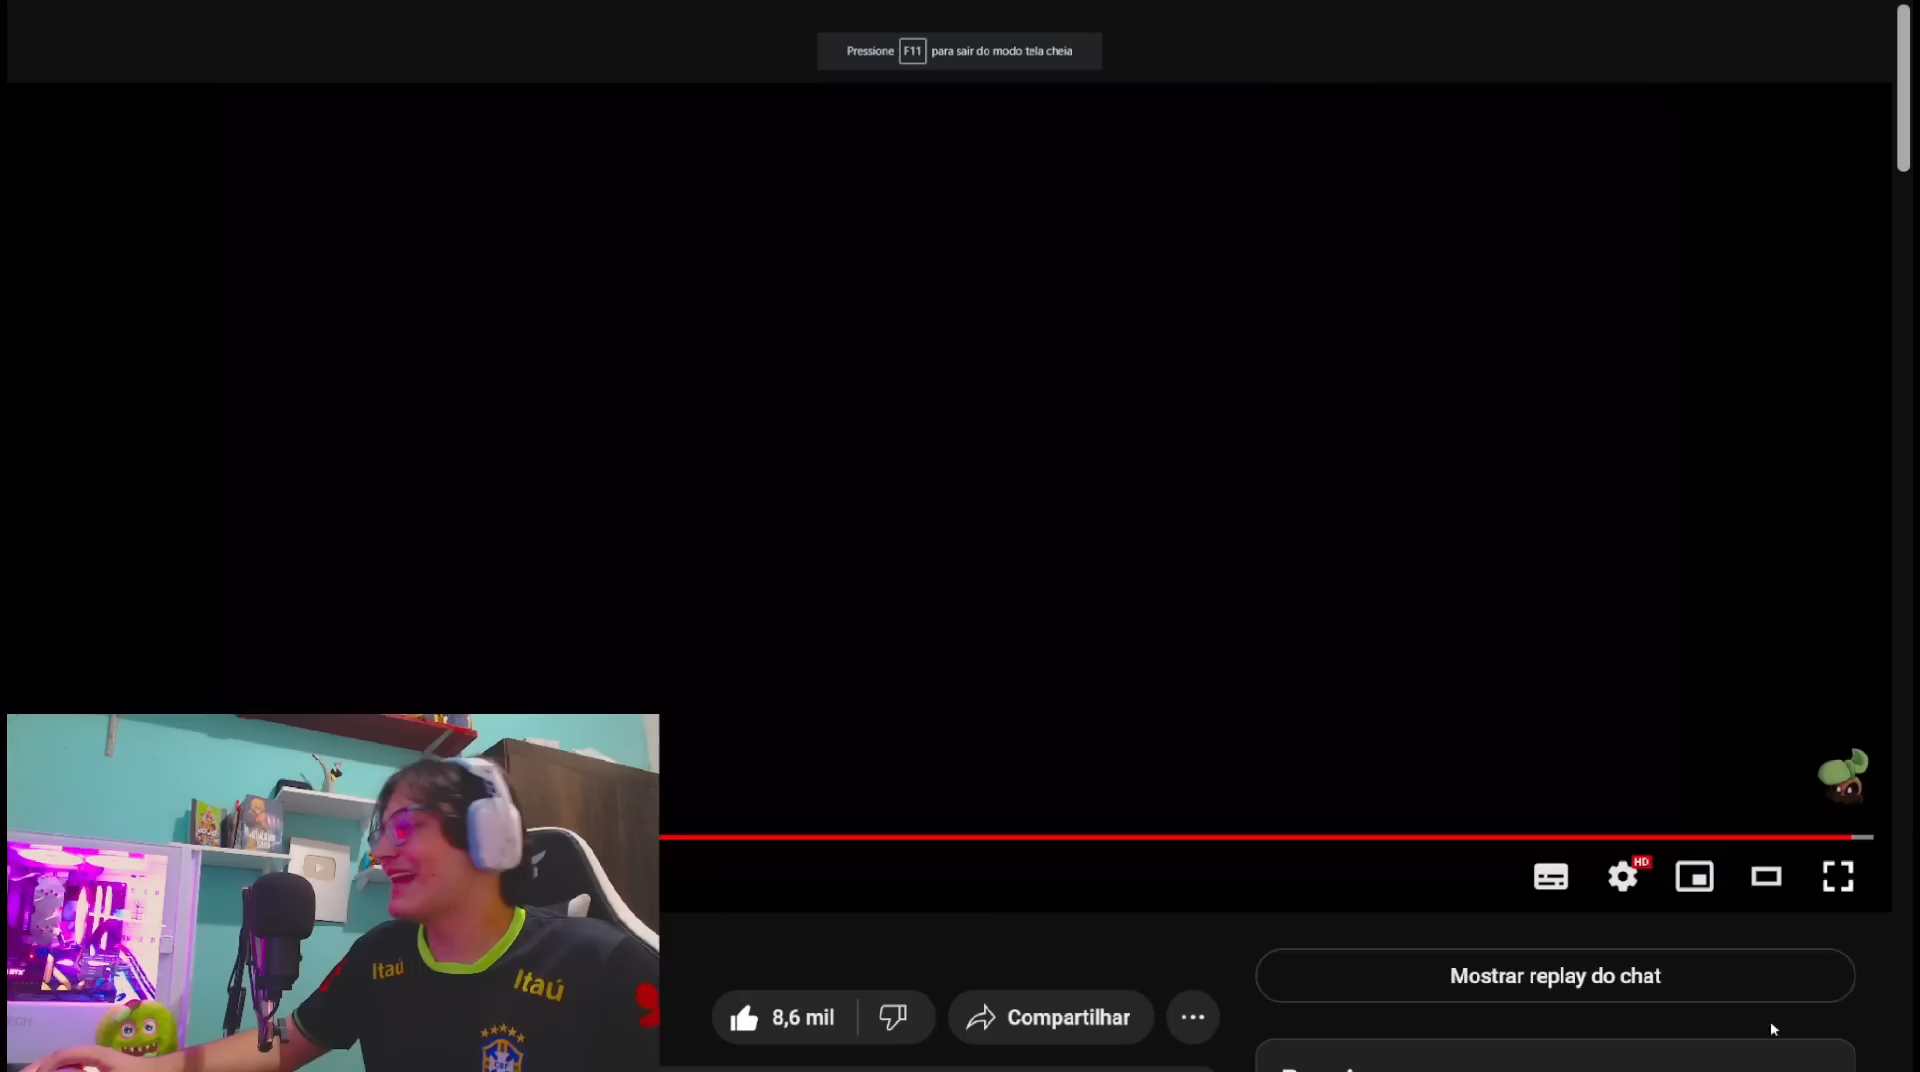 Pressione F11 para sair do modo tela cheia
HD
Mostrar replay do chat
8,6 mil
Compartilhar
Itaú
Itaú
CBF